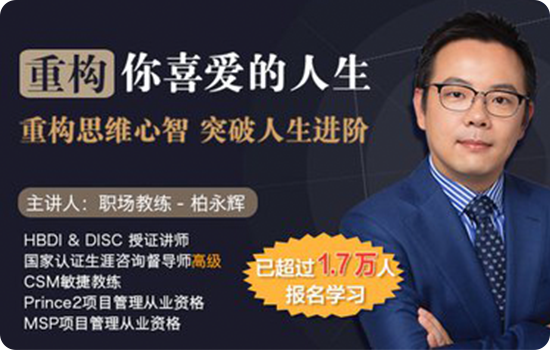 重构 你喜爱的人生
重构思维心智 突破人生进阶
主讲人：职场教练 - 柏永辉
HBDI & DISC 授证讲师
国家认证生涯咨询督导师高级
CSM敏捷教练
Prince2项目管理从业资格
MSP项目管理从业资格
已超过1.7万人
报名学习